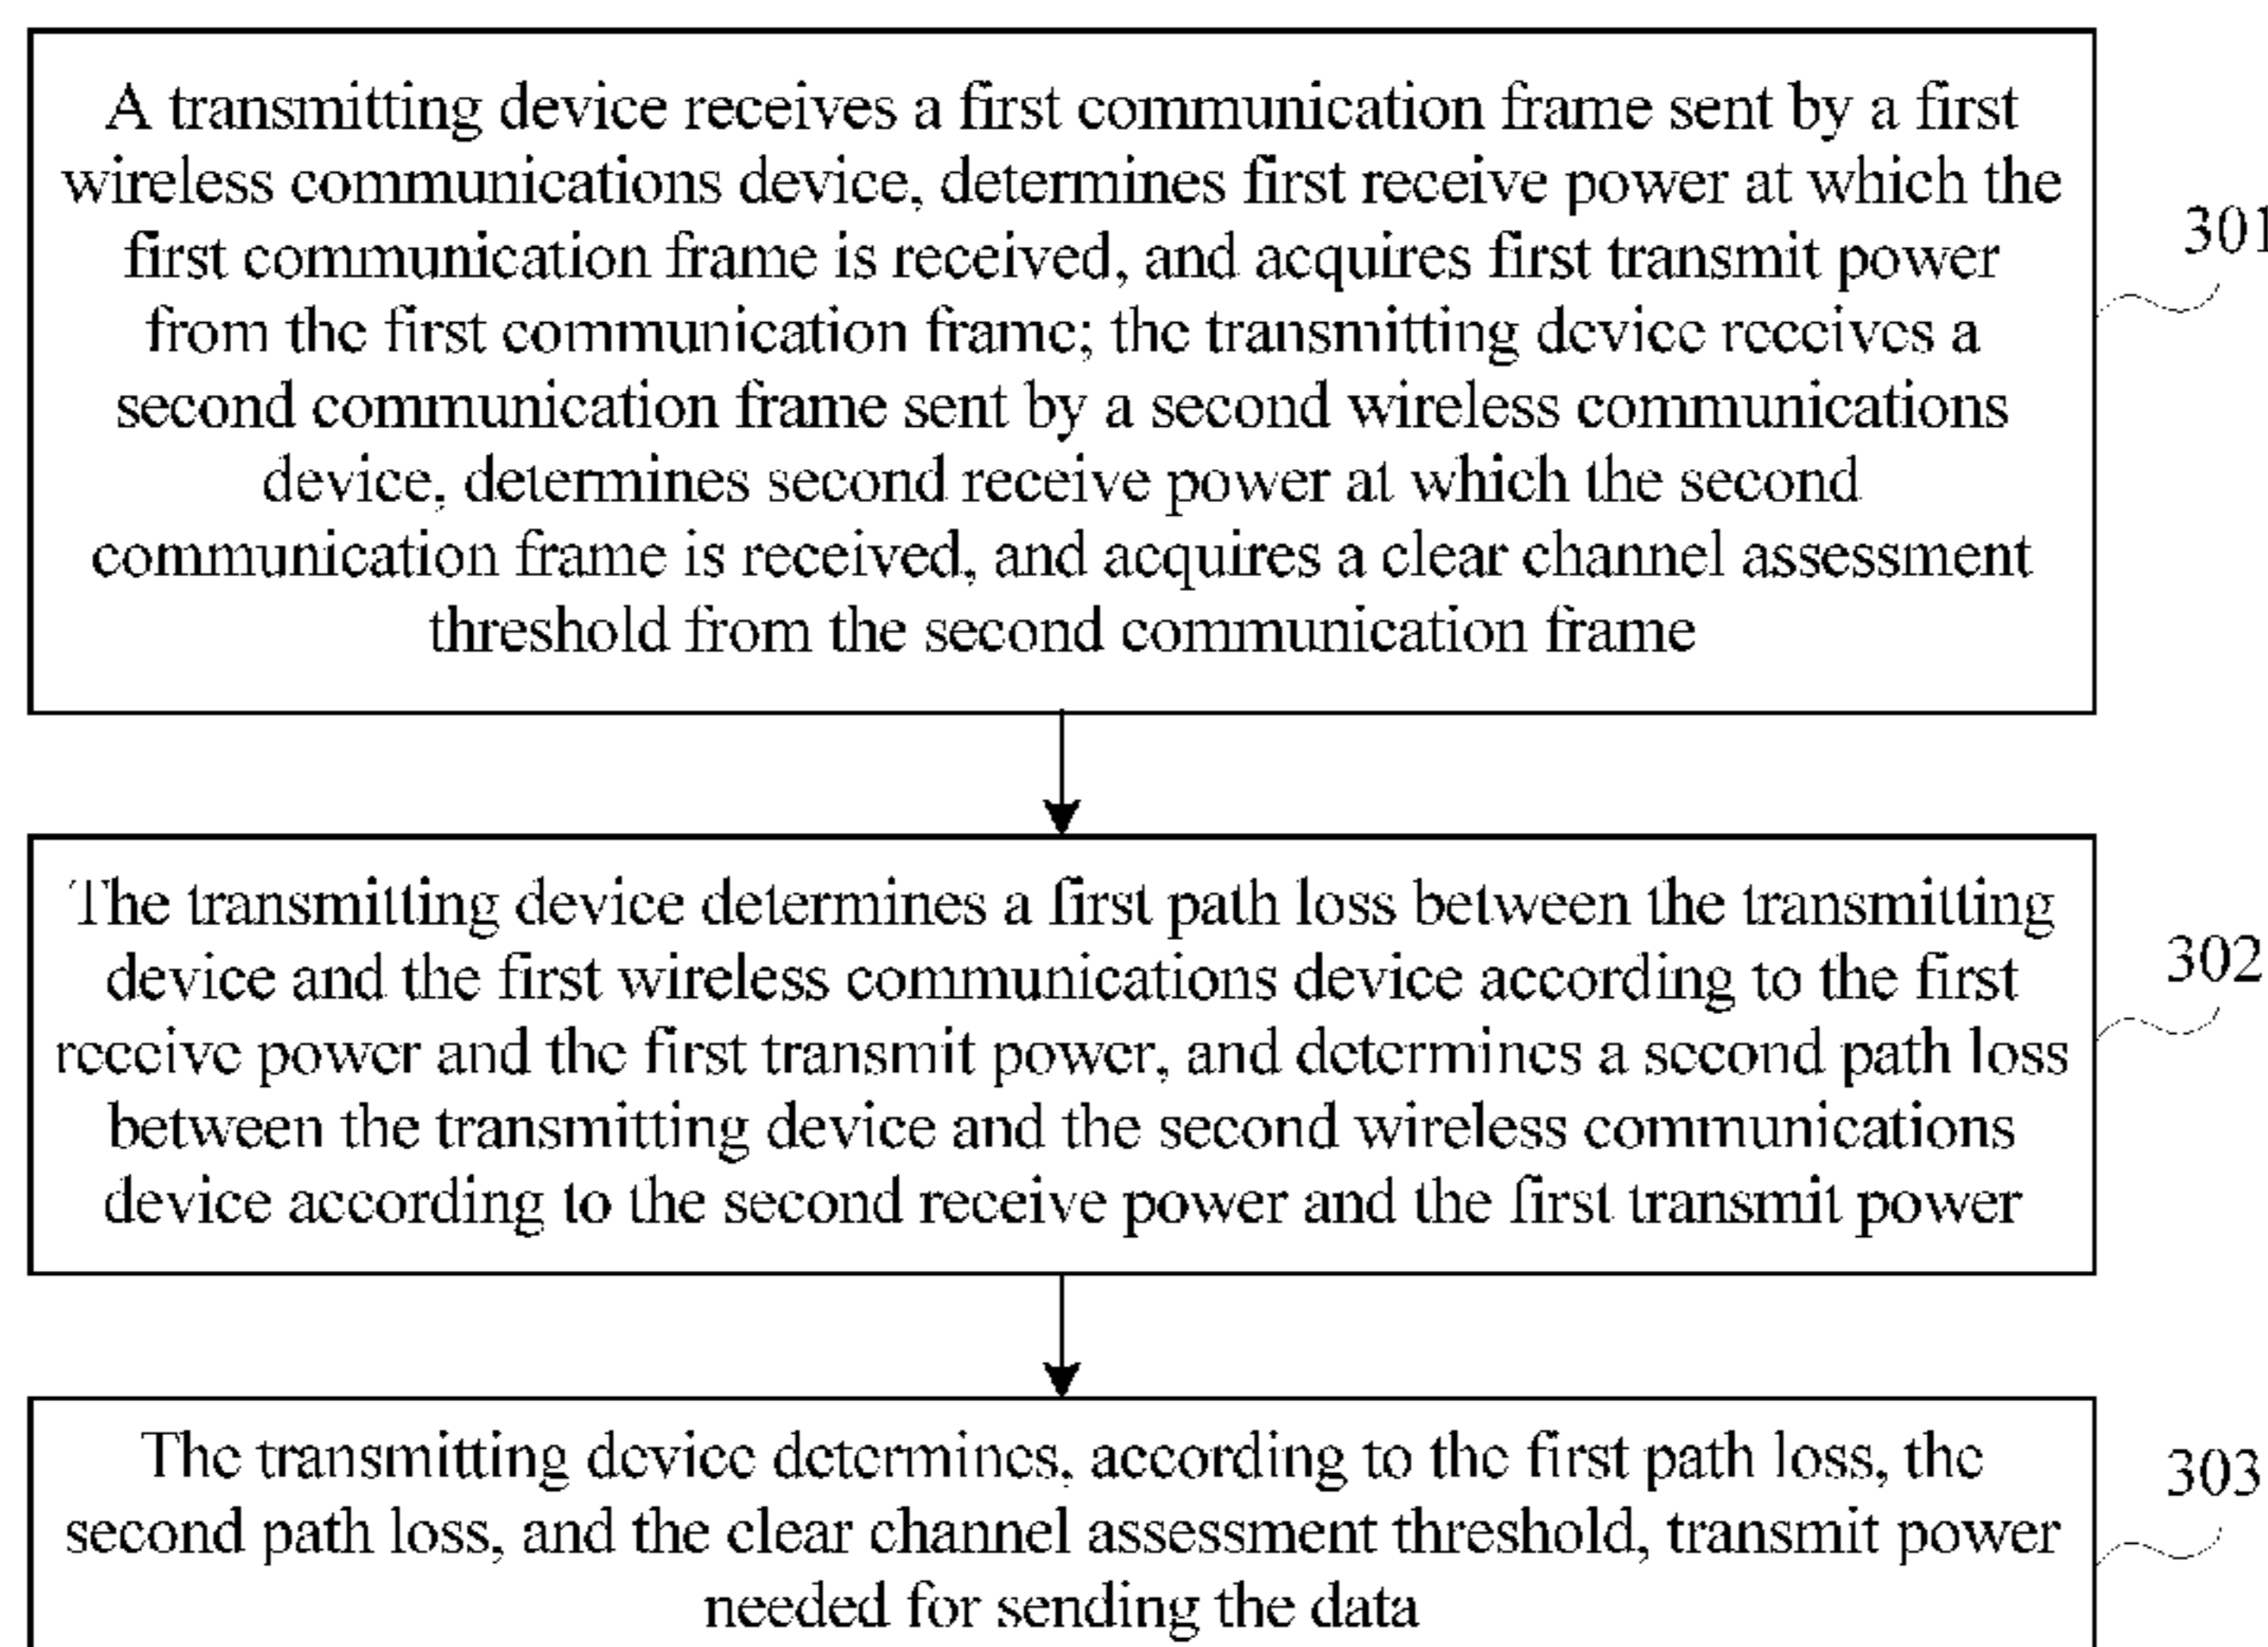 A transmitting device receives a first communication frame sent by a first
wireless communications device, determines first receive power at which the
first communication frame is received, and acquires first transmit power
from the first communication frame; the transmitting device receives a
second communication frame sent by a second wireless communications
device, determines second receive power at which the second
communication frame is received, and acquires a clear channel assessment
threshold from the second communication frame
301
The transmitting device determines a first path loss between the transmitting
device and the first wireless communications device according to the first
receive power and the first transmit power, and determines a second path loss
between the transmitting device and the second wireless communications
device according to the second receive power and the first transmit power
302
The transmitting device determines, according to the first path loss, the
second path loss, and the clear channel assessment threshold, transmit power
needed for sending the data
303